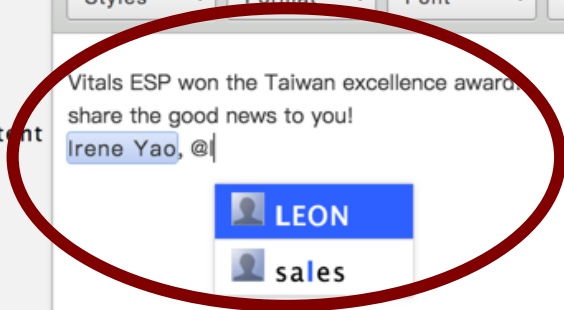 Styles Format Font
Vitals ESP won the Taiwan excellence award.
share the good news to you!
Irene Yao, @l
LEON
sales